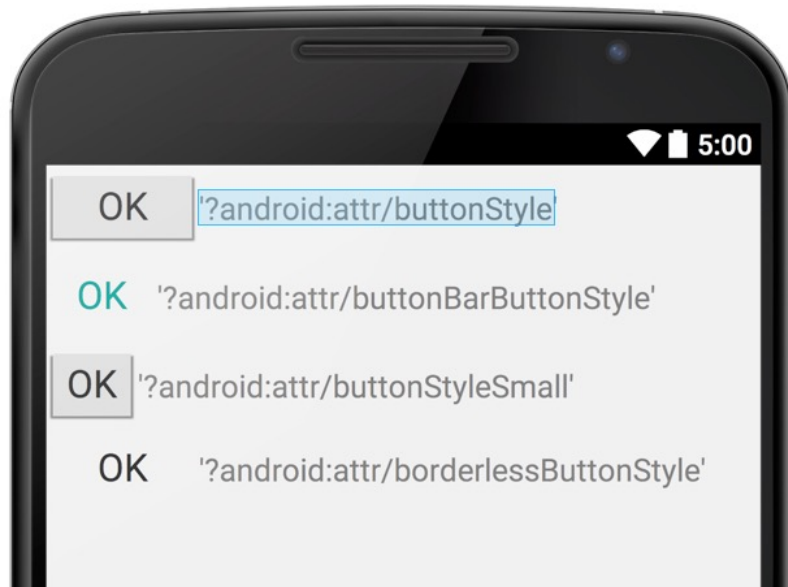 5:00
OK '?android:attr/buttonStyle'
OK '?android:attr/buttonBarButtonStyle'
OK '?android:attr/buttonStyleSmall'
OK '?android:attr/borderlessButtonStyle'